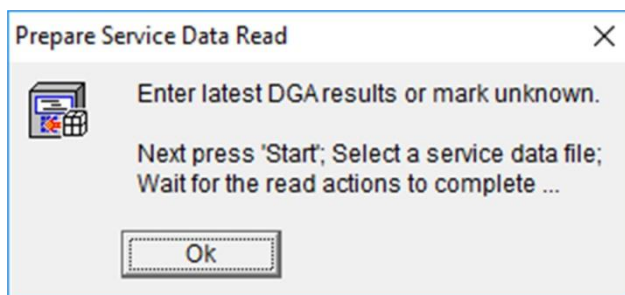 Prepare Service Data Read
Enter latest DGA results or mark unknown.
Next press 'Start'; Select a service data file;
Wait for the read actions to complete ...
Ok